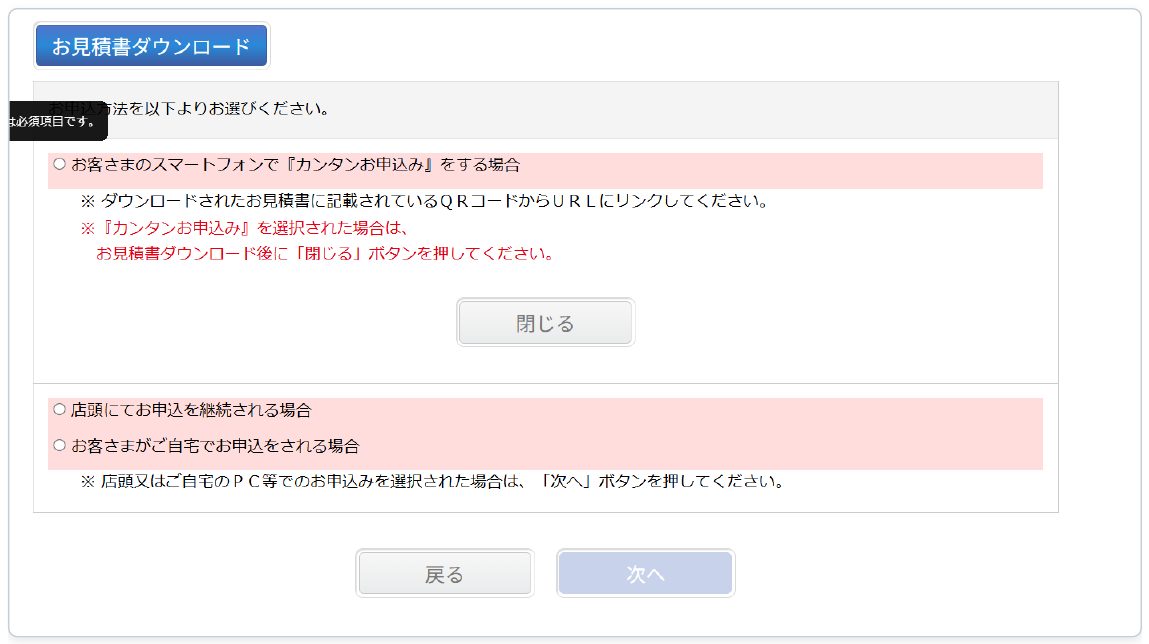 お見積書ダウンロード
お申込方法を以下よりお選びください。
は必須項目です。
お客さまのスマートフォンで『カンタンお申込み』をする場合
※ ダウンロードされたお見積書に記載されているＱＲコードからＵＲＬにリンクしてください。
※『カンタンお申込み』を選択された場合は、
お見積書ダウンロード後に「閉じる」ボタンを押してください。
閉じる
店頭にてお申込を継続される場合
お客さまがご自宅でお申込をされる場合
※ 店頭又はご自宅のＰＣ等でのお申込みを選択された場合は、「次へ」ボタンを押してください。
戻る
次へ